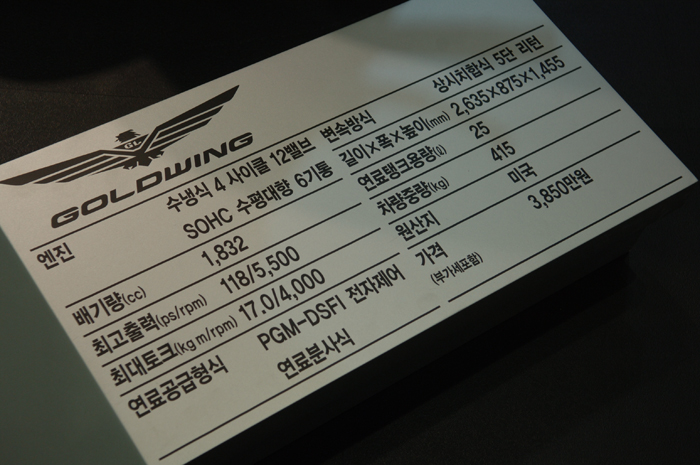 GL
GOLDWING
엔진 수냉식 4 사이클 12밸브
SOHC 수평대향 6기통
배기량(cc) 1,832
최고출력(ps/rpm) 118/5,500
최대토크(kg m/rpm) 17.0/4,000
연료공급형식 PGM-DSFI 전자제어
연료분사식
변속방식 상시치합식 5단 리턴
길이×폭×높이(mm) 2,635×875×1,455
연료탱크용량(ℓ) 25
차량중량(kg) 415
원산지 미국
가격 3,850만원
(부가세포함)